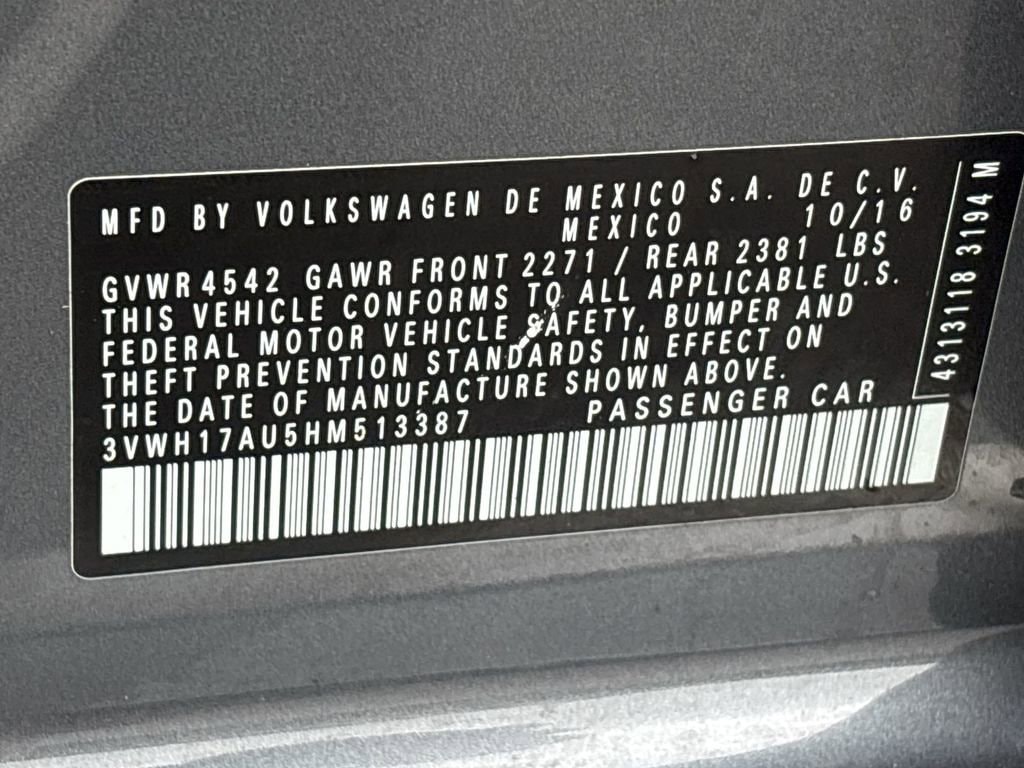 MFD BY VOLKSWAGEN DE MEXICO S.A. DE C.V.
MEXICO 10/16
GVWR 4542 GAWR FRONT 2271 / REAR 2381 LBS
THIS VEHICLE CONFORMS TO ALL APPLICABLE U.S.
FEDERAL MOTOR VEHICLE SAFETY, BUMPER AND
THEFT PREVENTION STANDARDS IN EFFECT ON
THE DATE OF MANUFACTURE SHOWN ABOVE.
3VWH17AU5HM513387 PASSENGER CAR
4313118 3194 M